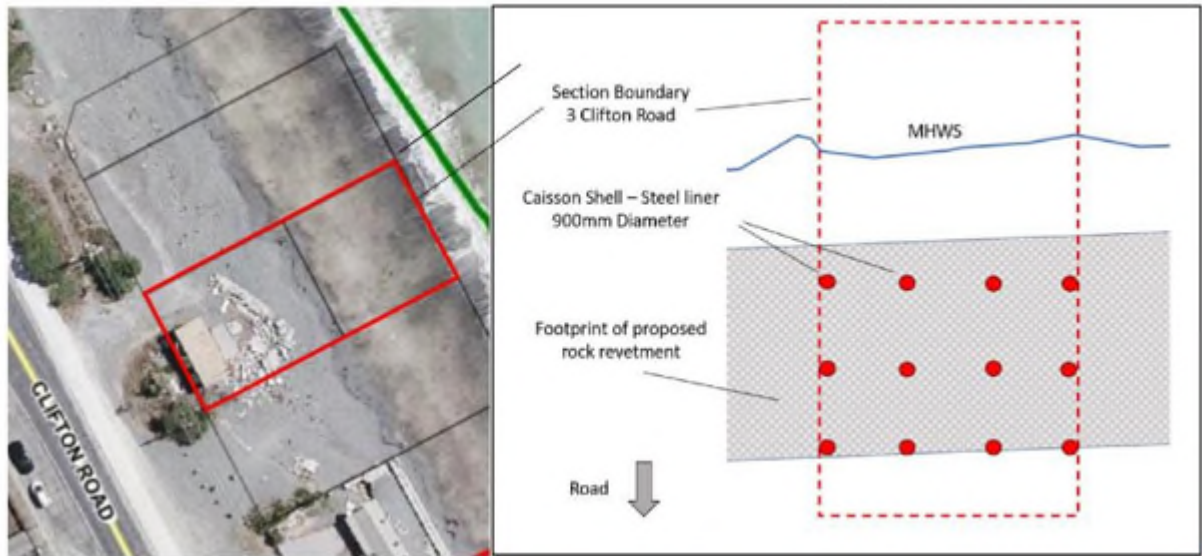 CLIFTON ROAD
Section Boundary
3 Clifton Road
MHWS
Caisson Shell – Steel liner
900mm Diameter
Footprint of proposed
rock revetment
Road